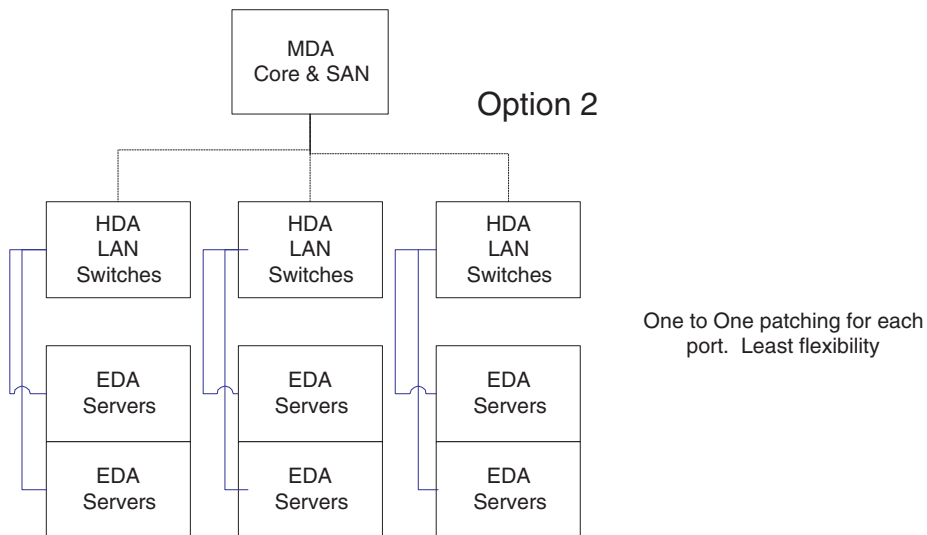 MDA
Core & SAN
Option 2
HDA
LAN
Switches
HDA
LAN
Switches
HDA
LAN
Switches
One to One patching for each
port.  Least flexibility
EDA
Servers
EDA
Servers
EDA
Servers
EDA
Servers
EDA
Servers
EDA
Servers